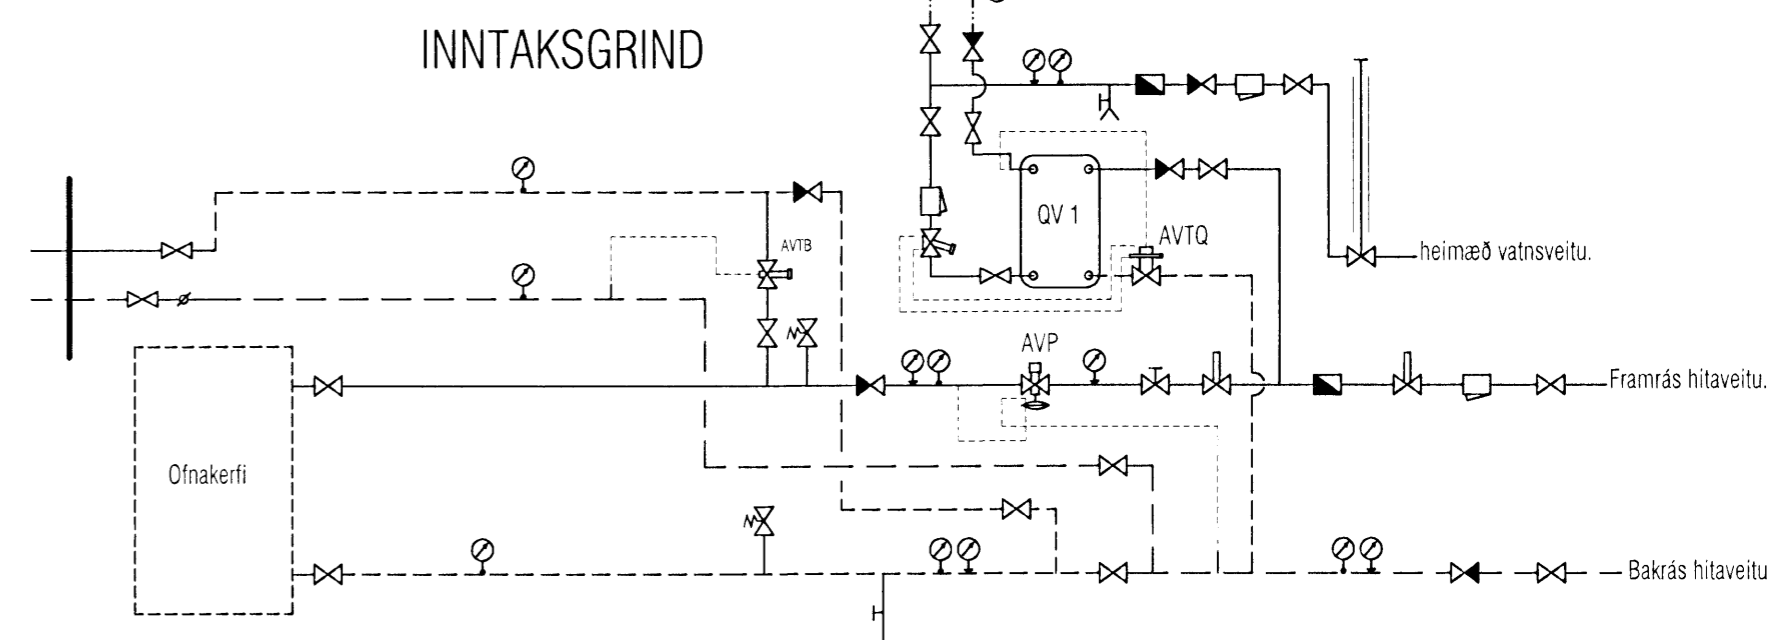 INNTAKSGRIND
QV 1
AVTQ
AVTB
heimæð vatnsveitu.
AVP
Framrás hitaveitu.
Ofnakerfi
Bakrás hitaveitu